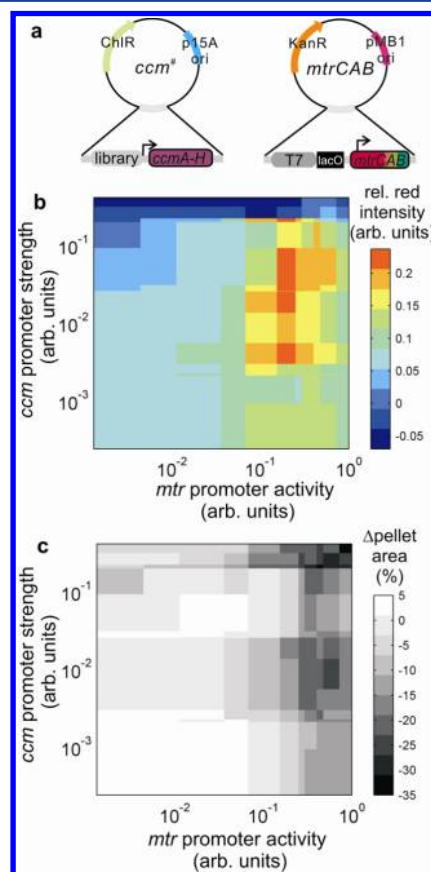 a
ChlR
p15A
ori
ccm#
library
ccmA-H
KanR
pMB1
ori
mtrCAB
T7
lacO
mtrCAB
b
rel. red
intensity
(arb. units)
ccm promoter strength
(arb. units)
10⁻¹
10⁻²
10⁻³
10⁻²
10⁻¹
10⁰
mtr promoter activity
(arb. units)
0.2
0.15
0.1
0.05
0
-0.05
c
Δpellet
area
(%)
ccm promoter strength
(arb. units)
10⁻¹
10⁻²
10⁻³
10⁻²
10⁻¹
10⁰
mtr promoter activity
(arb. units)
5
0
-5
-10
-15
-20
-25
-30
-35